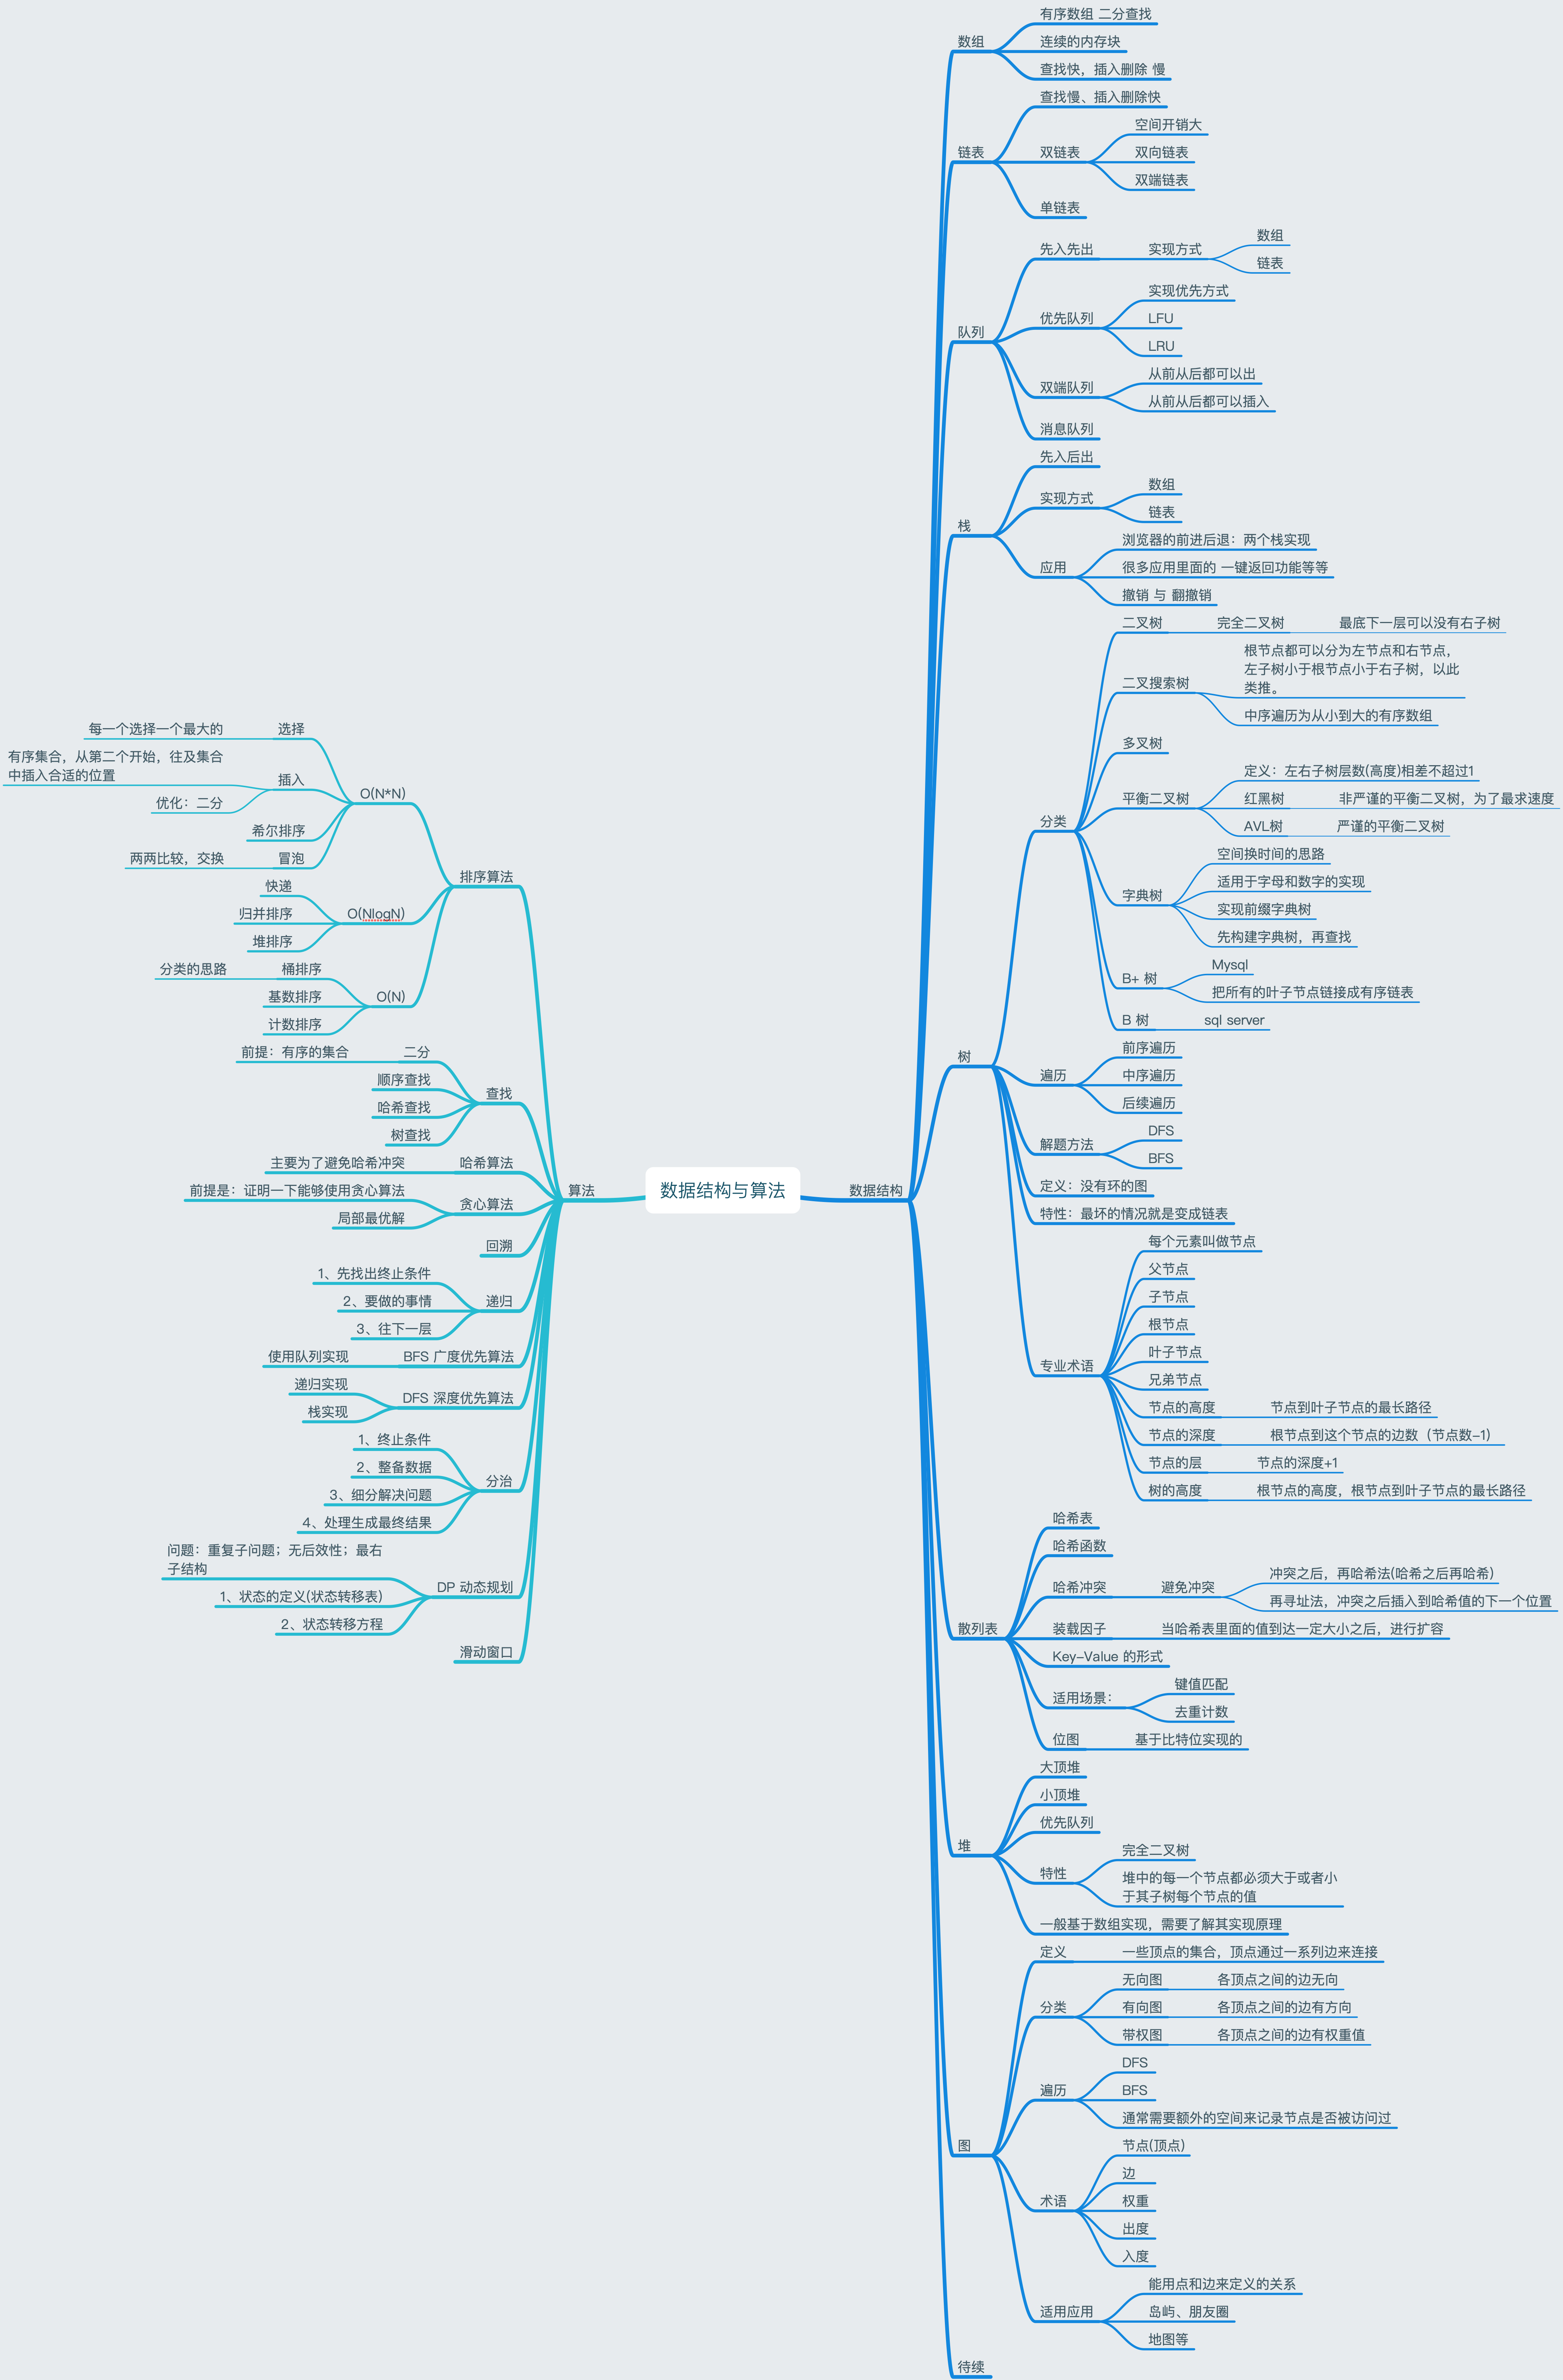 数据结构与算法
数据结构
数组
有序数组 二分查找
连续的内存块
查找快，插入删除 慢
链表
查找慢、插入删除快
双链表
空间开销大
双向链表
双端链表
单链表
队列
先入先出
实现方式
数组
链表
优先队列
实现优先方式
LFU
LRU
双端队列
从前从后都可以出
从前从后都可以插入
消息队列
栈
先入后出
实现方式
数组
链表
应用
浏览器的前进后退：两个栈实现
很多应用里面的 一键返回功能等等
撤销 与 翻撤销
树
分类
二叉树
完全二叉树
最底下一层可以没有右子树
二叉搜索树
根节点都可以分为左节点和右节点，
左子树小于根节点小于右子树，以此
类推。
中序遍历为从小到大的有序数组
多叉树
平衡二叉树
定义：左右子树层数(高度)相差不超过1
红黑树
非严谨的平衡二叉树，为了最求速度
AVL树
严谨的平衡二叉树
字典树
空间换时间的思路
适用于字母和数字的实现
实现前缀字典树
先构建字典树，再查找
B+ 树
Mysql
把所有的叶子节点链接成有序链表
B 树
sql server
遍历
前序遍历
中序遍历
后续遍历
解题方法
DFS
BFS
定义：没有环的图
特性：最坏的情况就是变成链表
专业术语
每个元素叫做节点
父节点
子节点
根节点
叶子节点
兄弟节点
节点的高度
节点到叶子节点的最长路径
节点的深度
根节点到这个节点的边数（节点数-1）
节点的层
节点的深度+1
树的高度
根节点的高度，根节点到叶子节点的最长路径
散列表
哈希表
哈希函数
哈希冲突
避免冲突
冲突之后，再哈希法(哈希之后再哈希)
再寻址法，冲突之后插入到哈希值的下一个位置
装载因子
当哈希表里面的值到达一定大小之后，进行扩容
Key-Value 的形式
适用场景：
键值匹配
去重计数
位图
基于比特位实现的
堆
大顶堆
小顶堆
优先队列
特性
完全二叉树
堆中的每一个节点都必须大于或者小
于其子树每个节点的值
一般基于数组实现，需要了解其实现原理
图
定义
一些顶点的集合，顶点通过一系列边来连接
分类
无向图
各顶点之间的边无向
有向图
各顶点之间的边有方向
带权图
各顶点之间的边有权重值
遍历
DFS
BFS
通常需要额外的空间来记录节点是否被访问过
术语
节点(顶点)
边
权重
出度
入度
适用应用
能用点和边来定义的关系
岛屿、朋友圈
地图等
待续
算法
排序算法
O(N*N)
选择
每一个选择一个最大的
插入
有序集合，从第二个开始，往及集合
中插入合适的位置
优化：二分
希尔排序
冒泡
两两比较，交换
O(NlogN)
快递
归并排序
堆排序
O(N)
桶排序
分类的思路
基数排序
计数排序
查找
二分
前提：有序的集合
顺序查找
哈希查找
树查找
哈希算法
主要为了避免哈希冲突
贪心算法
前提是：证明一下能够使用贪心算法
局部最优解
回溯
递归
1、先找出终止条件
2、要做的事情
3、往下一层
BFS 广度优先算法
使用队列实现
DFS 深度优先算法
递归实现
栈实现
分治
1、终止条件
2、整备数据
3、细分解决问题
4、处理生成最终结果
DP 动态规划
问题：重复子问题；无后效性；最右
子结构
1、状态的定义(状态转移表)
2、状态转移方程
滑动窗口